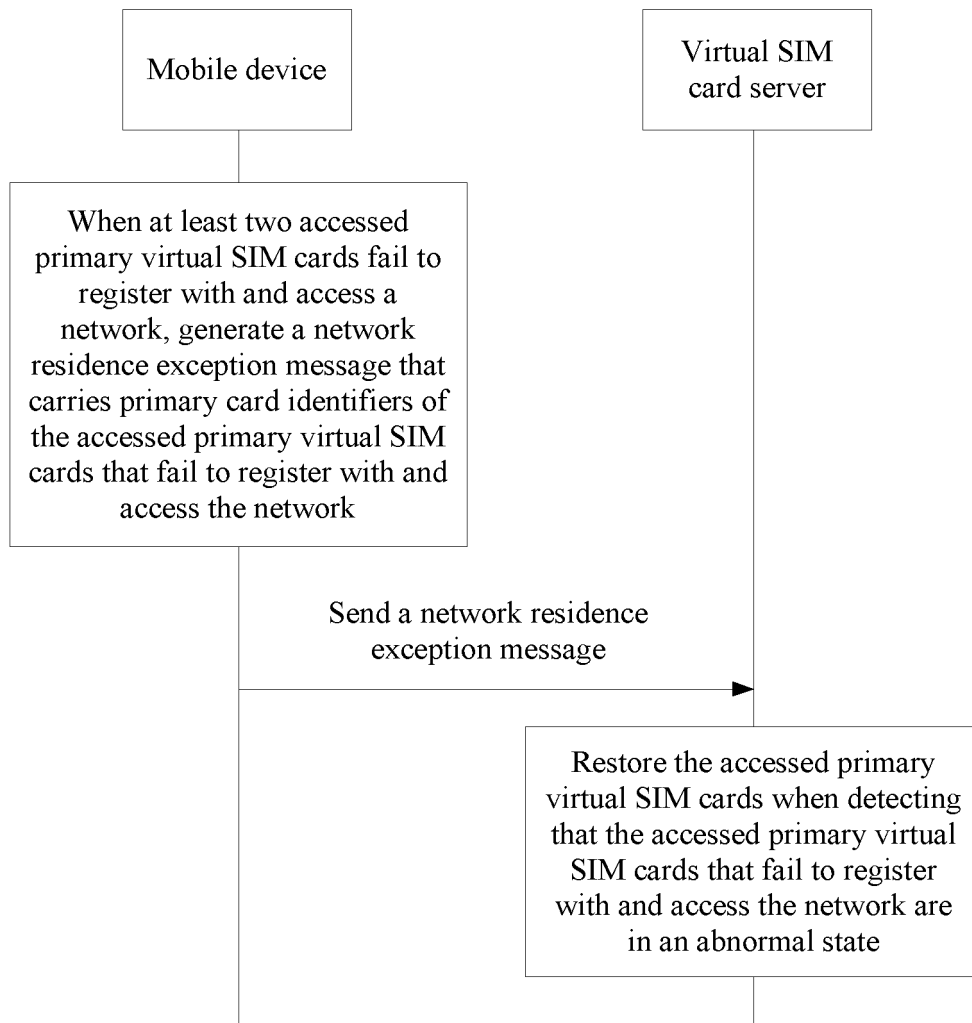 Mobile device
Virtual SIM
card server
When at least two accessed
primary virtual SIM cards fail to
register with and access a
network, generate a network
residence exception message that
carries primary card identifiers of
the accessed primary virtual SIM
cards that fail to register with and
access the network
Send a network residence
exception message
Restore the accessed primary
virtual SIM cards when detecting
that the accessed primary virtual
SIM cards that fail to register
with and access the network are
in an abnormal state